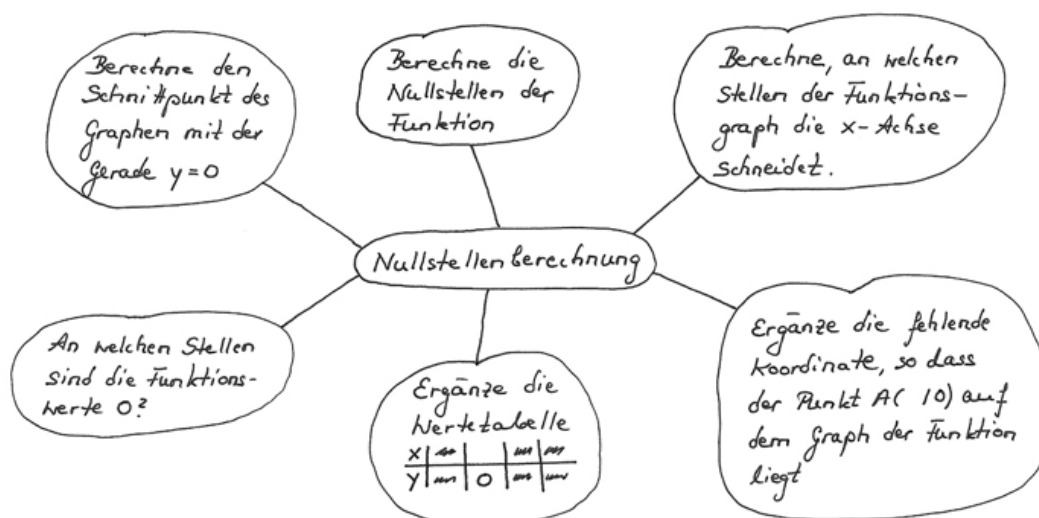 Berechne den
Schnittpunkt des
Graphen mit der
Gerade y=0
Berechne die
Nullstellen der
Funktion
Berechne, an welchen
Stellen der Funktions-
graph die x-Achse
schneidet.
Nullstellenberechnung
An welchen Stellen
sind die Funktions-
werte 0?
Ergänze die
Wertetabelle
X
Y 0
Ergänze die fehlende
Koordinate, so dass
der Punkt A( |0) auf
dem Graph der Funktion
liegt